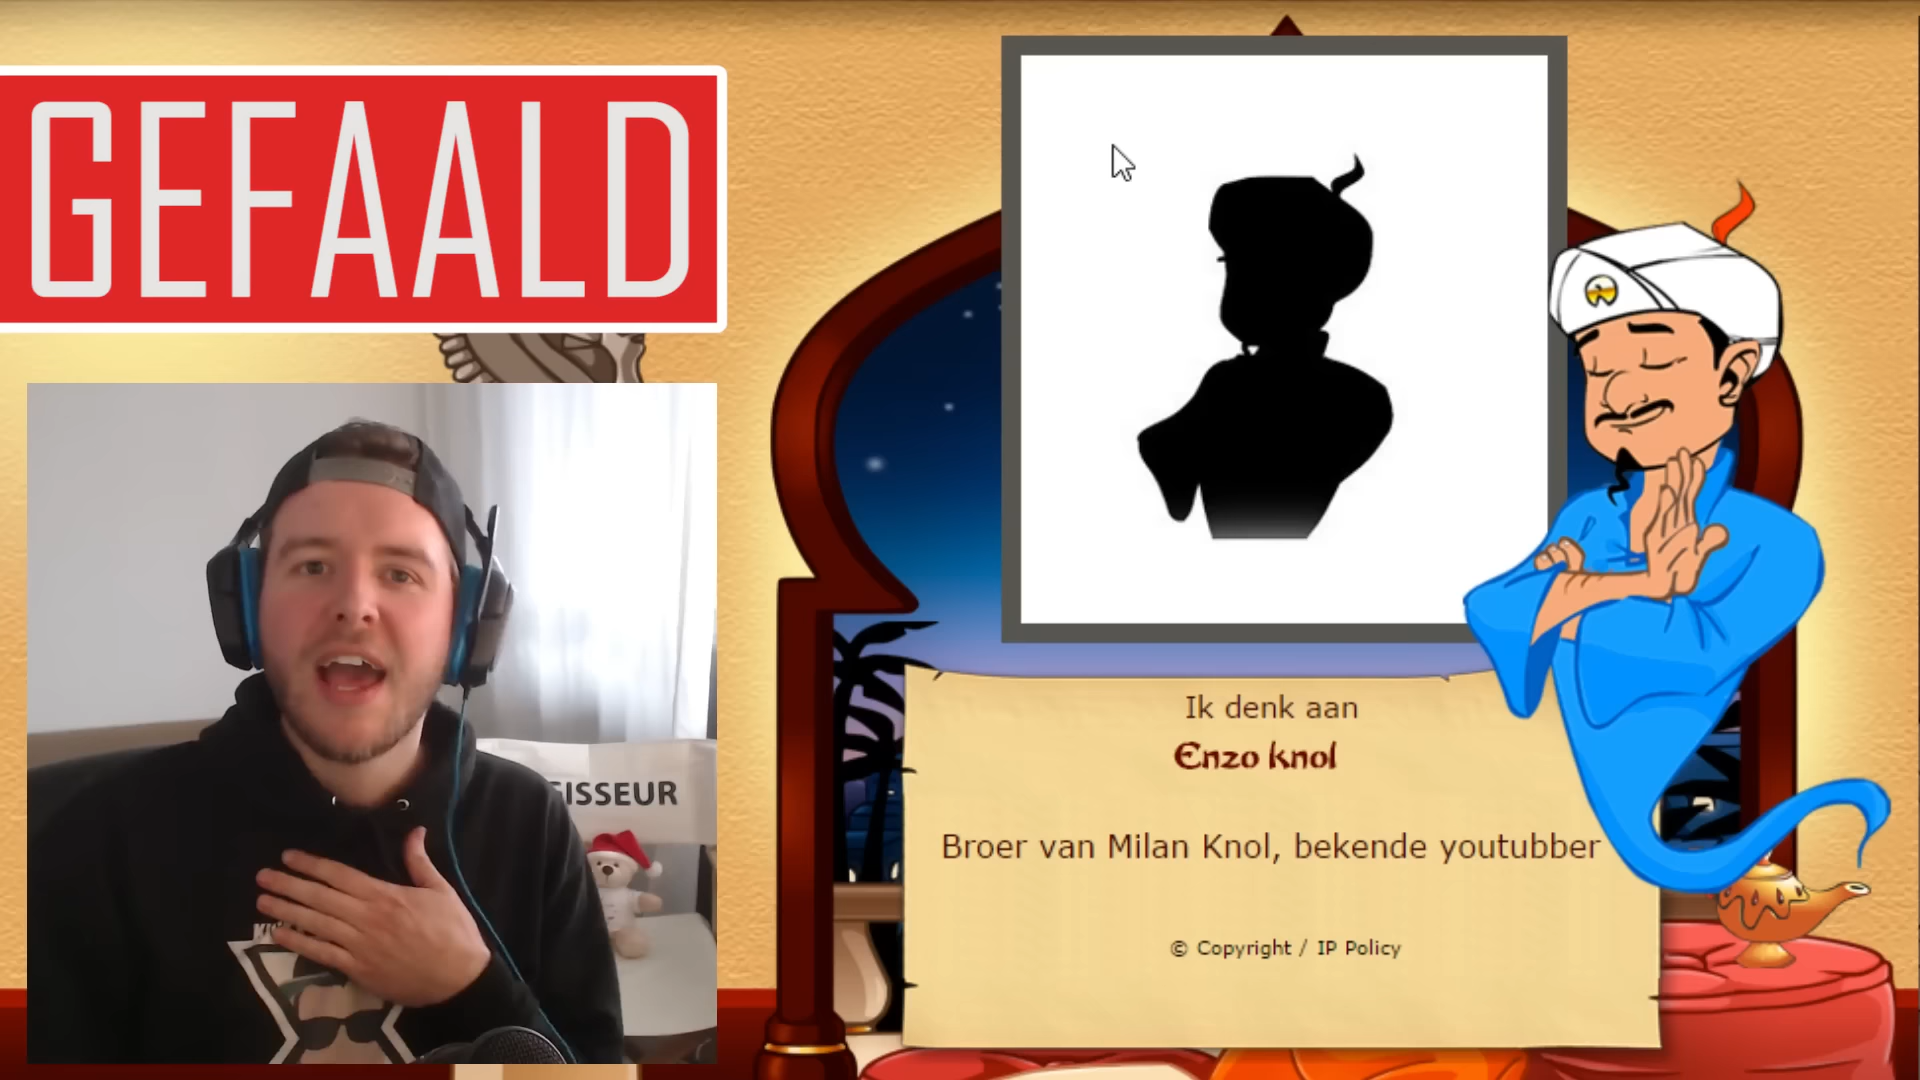 GEFAALD
Ik denk aan
Enzo knol
Broer van Milan Knol, bekende youtubber
© Copyright / IP Policy
ISSEUR